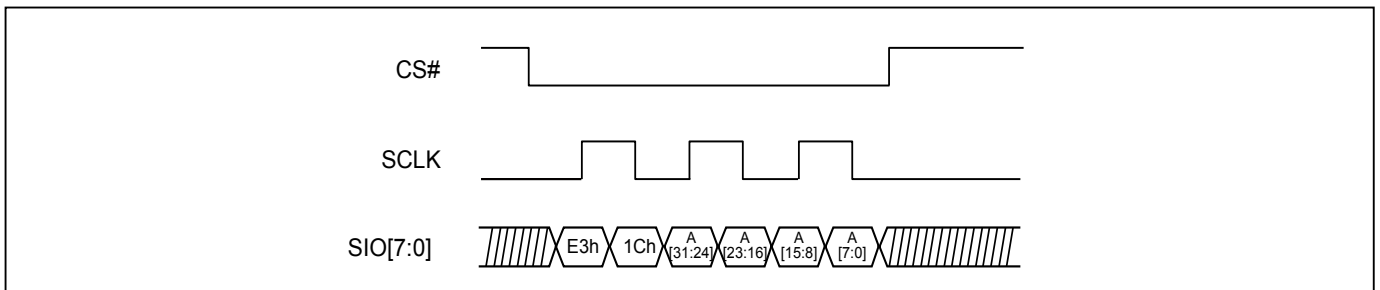 CS#
SCLK
SIO[7:0]
E3h
1Ch
A
[31:24]
A
[23:16]
A
[15:8]
A
[7:0]